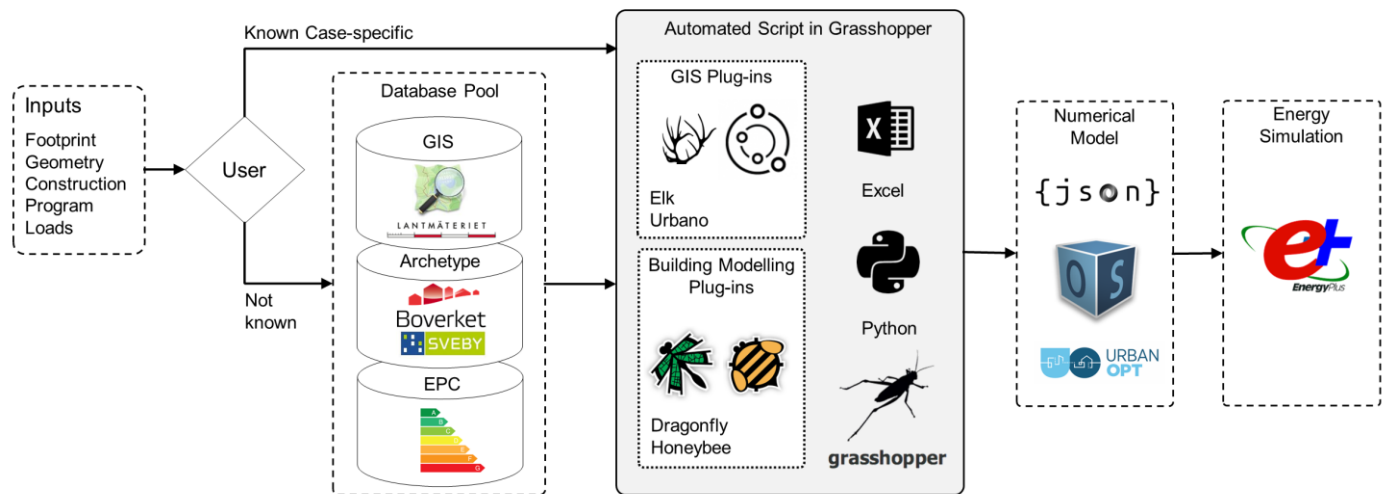 Inputs
Footprint
Geometry
Construction
Program
Loads
User
Known Case-specific
Not
known
Database Pool
GIS
LANTMÄTERIET
Archetype
Boverket
SVEBY
EPC
A
B
C
D
E
F
G
Automated Script in Grasshopper
GIS Plug-ins
Elk
Urbano
Building Modelling
Plug-ins
Dragonfly
Honeybee
X
Excel
Python
grasshopper
Numerical
Model
{json}
OS
URBAN
OPT
Energy
Simulation
e+
EnergyPlus